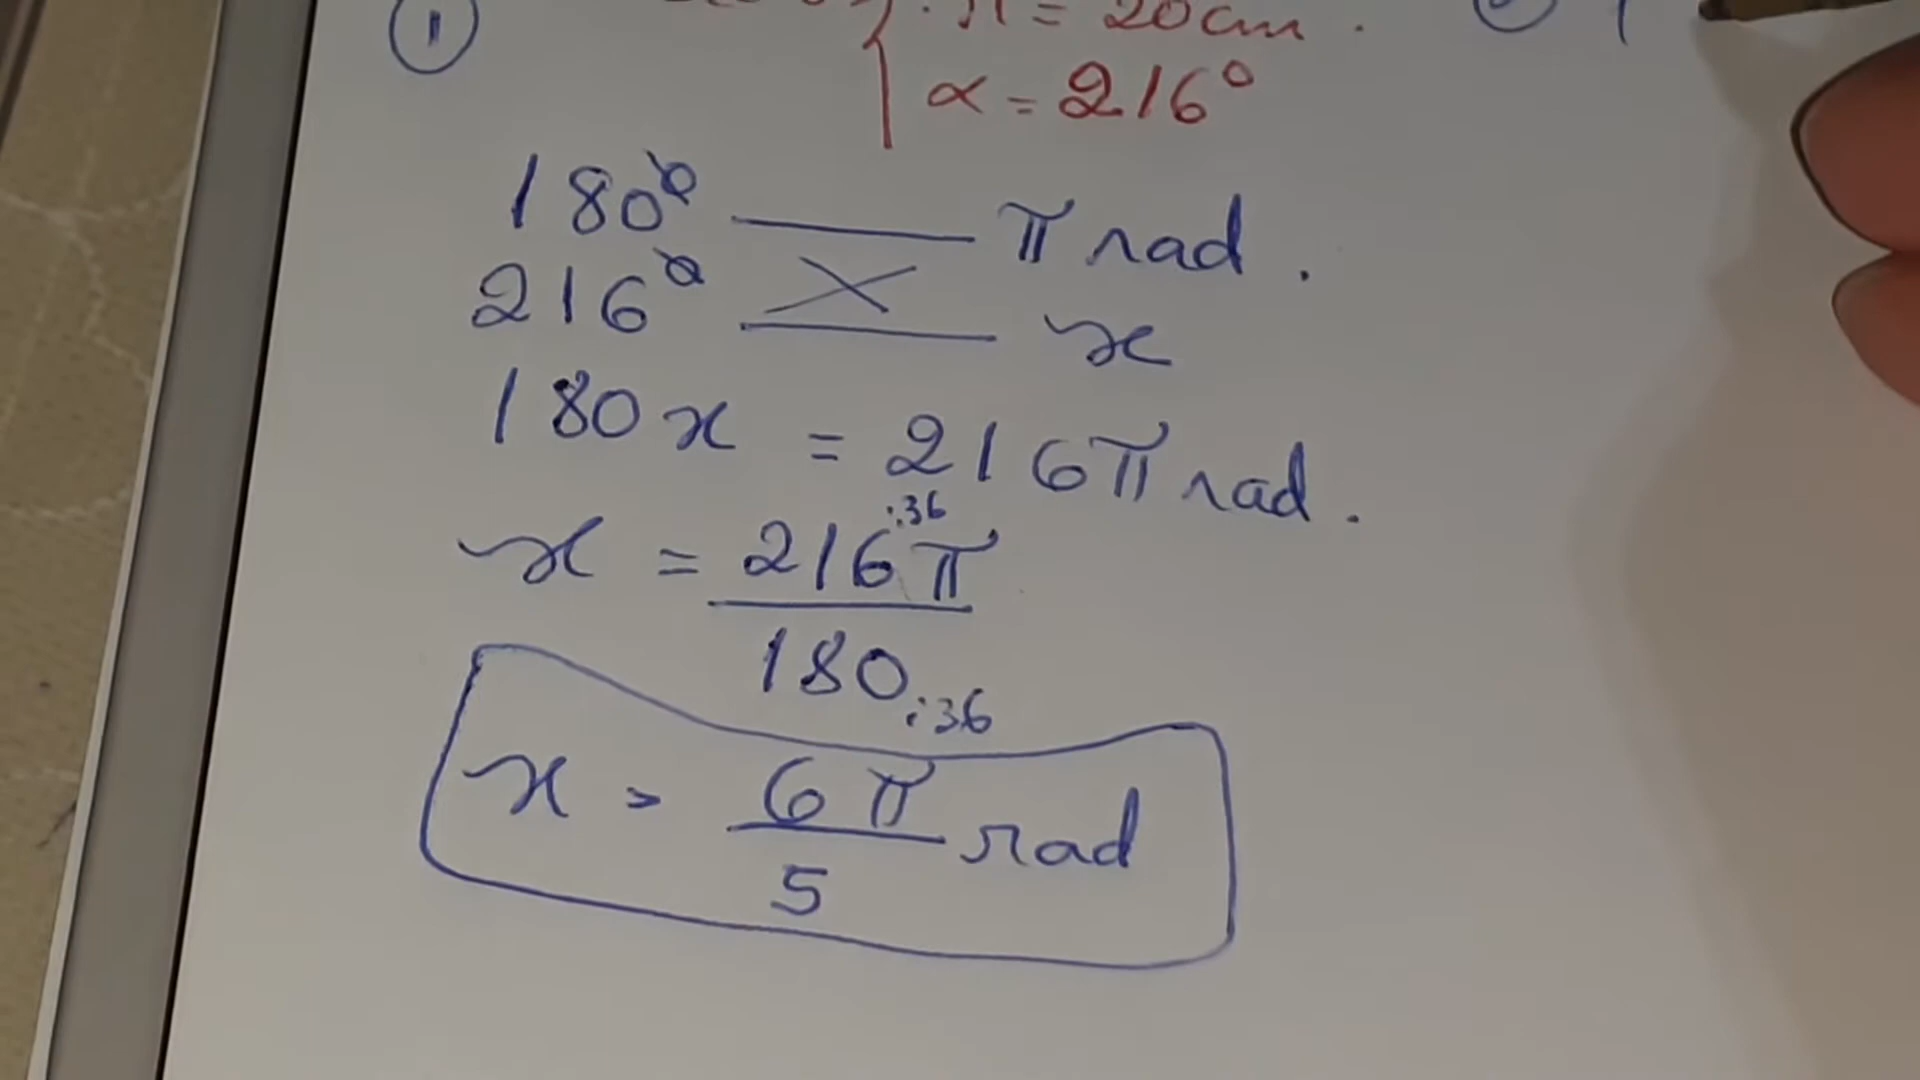 ①
r = 20cm.
α = 216°
180° π rad.
216° x
180x = 216π rad.
x = 216π :36
180 :36
x = 6π rad
5